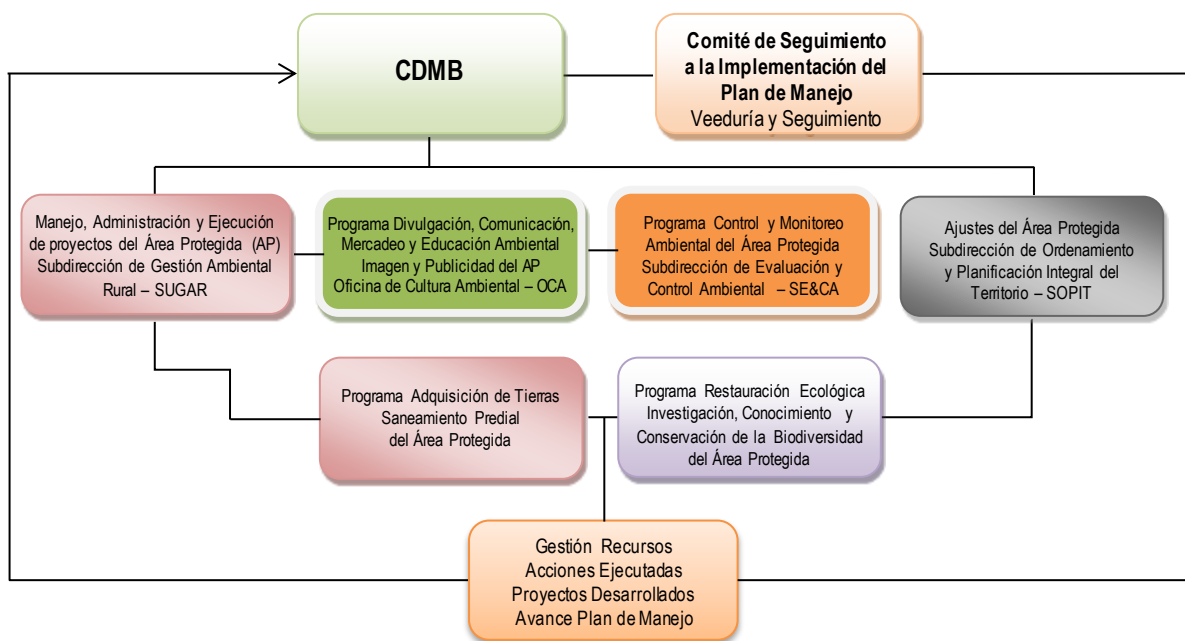 CDMB
Comité de Seguimiento
a la Implementación del
Plan de Manejo
Veeduría y Seguimiento
Manejo, Administración y Ejecución
de proyectos del Área Protegida (AP)
Subdirección de Gestión Ambiental
Rural – SUGAR
Programa Divulgación, Comunicación,
Mercadeo y Educación Ambiental
Imagen y Publicidad del AP
Oficina de Cultura Ambiental – OCA
Programa Control y Monitoreo
Ambiental del Área Protegida
Subdirección de Evaluación y
Control Ambiental – SE&CA
Ajustes del Área Protegida
Subdirección de Ordenamiento
y Planificación Integral del
Territorio – SOPIT
Programa Adquisición de Tierras
Saneamiento Predial
del Área Protegida
Programa Restauración Ecológica
Investigación, Conocimiento y
Conservación de la Biodiversidad
del Área Protegida
Gestión Recursos
Acciones Ejecutadas
Proyectos Desarrollados
Avance Plan de Manejo